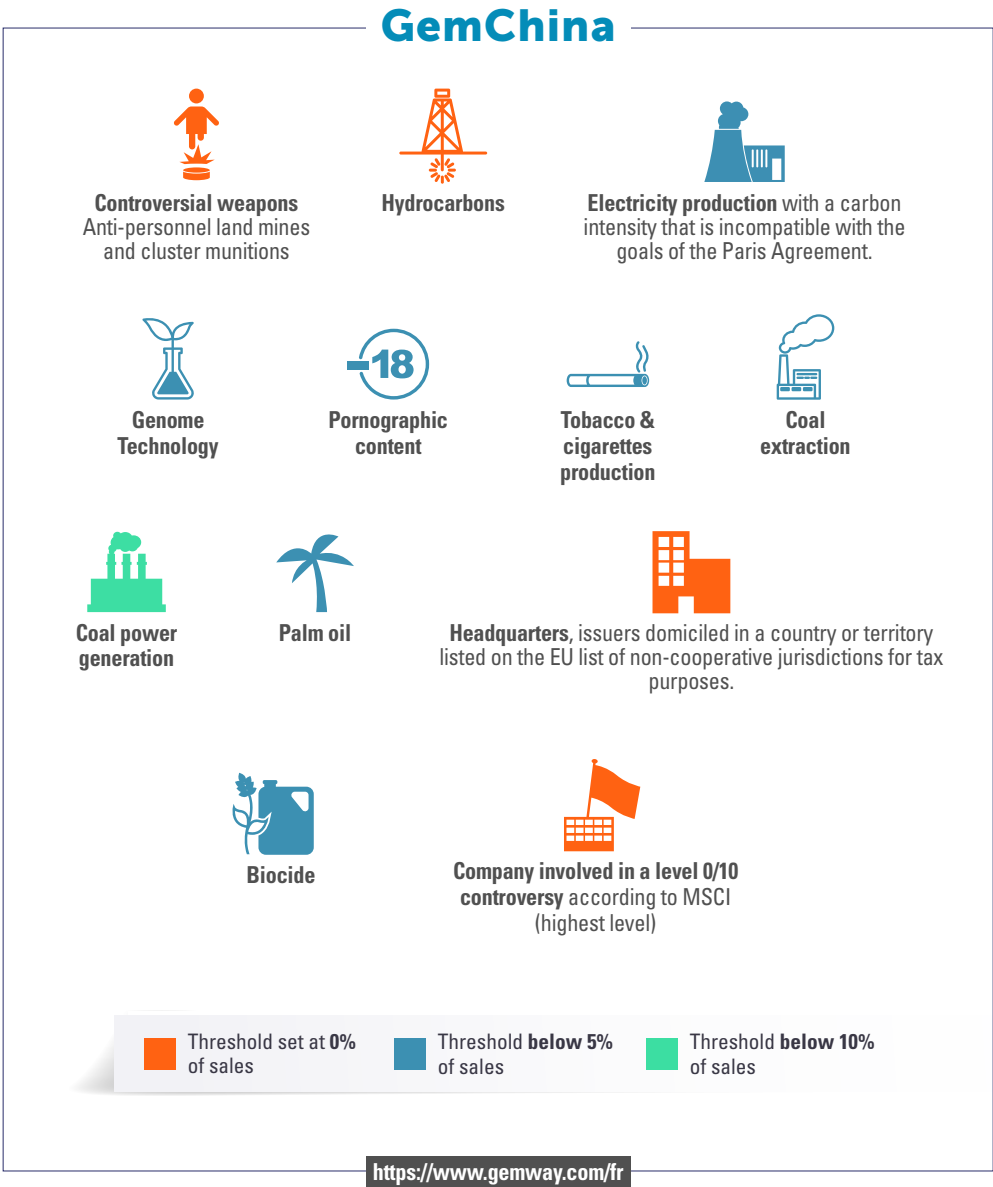 GemChina
Controversial weapons
Anti-personnel land mines
and cluster munitions
Hydrocarbons
Electricity production with a carbon
intensity that is incompatible with the
goals of the Paris Agreement.
Genome
Technology
-18
Pornographic
content
Tobacco &
cigarettes
production
Coal
extraction
Coal power
generation
Palm oil
Headquarters, issuers domiciled in a country or territory
listed on the EU list of non-cooperative jurisdictions for tax
purposes.
Biocide
Company involved in a level 0/10
controversy according to MSCI
(highest level)
Threshold set at 0%
of sales
Threshold below 5%
of sales
Threshold below 10%
of sales
https://www.gemway.com/fr